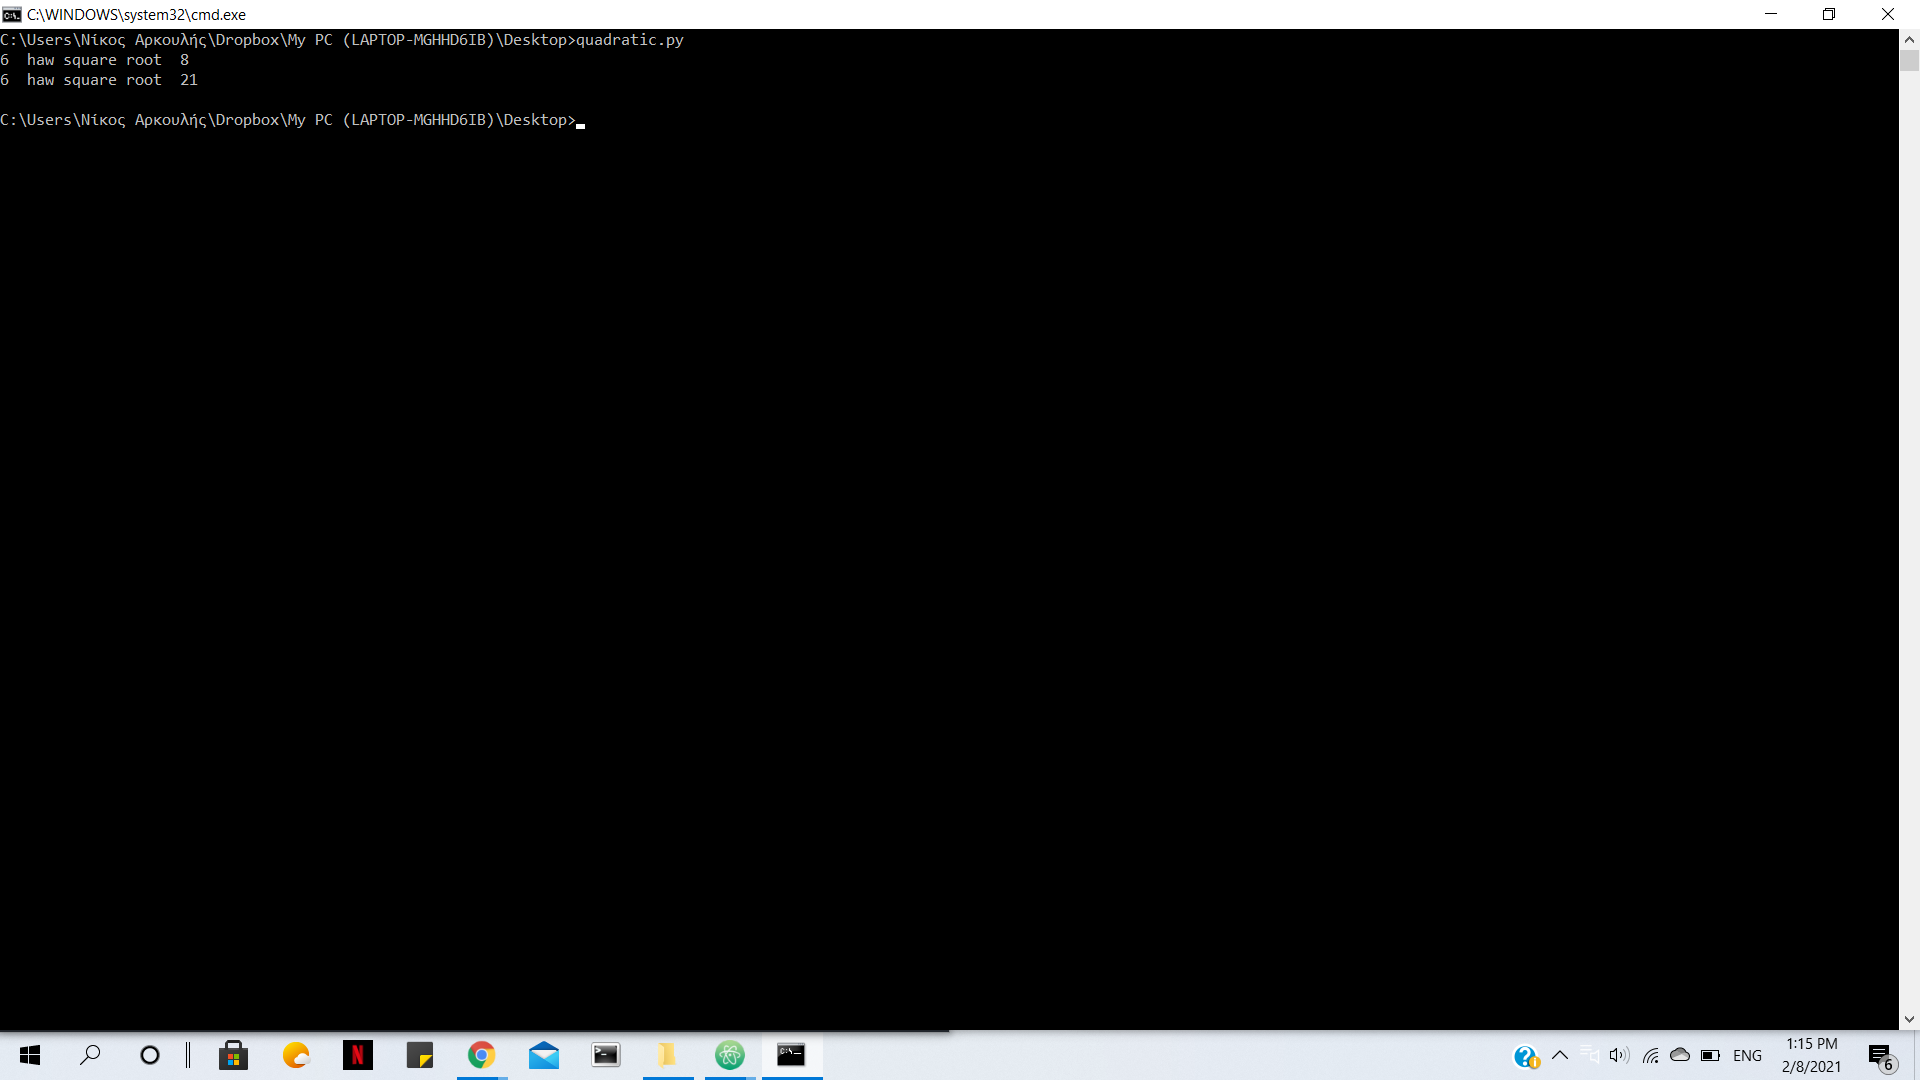 C:\WINDOWS\system32\cmd.exe
C:\Users\Νίκος Αρκουλής\Dropbox\My PC (LAPTOP-MGHHD6IB)\Desktop>quadratic.py
6  haw square root  8
6  haw square root  21
C:\Users\Νίκος Αρκουλής\Dropbox\My PC (LAPTOP-MGHHD6IB)\Desktop>
ENG
1:15 PM
2/8/2021
6